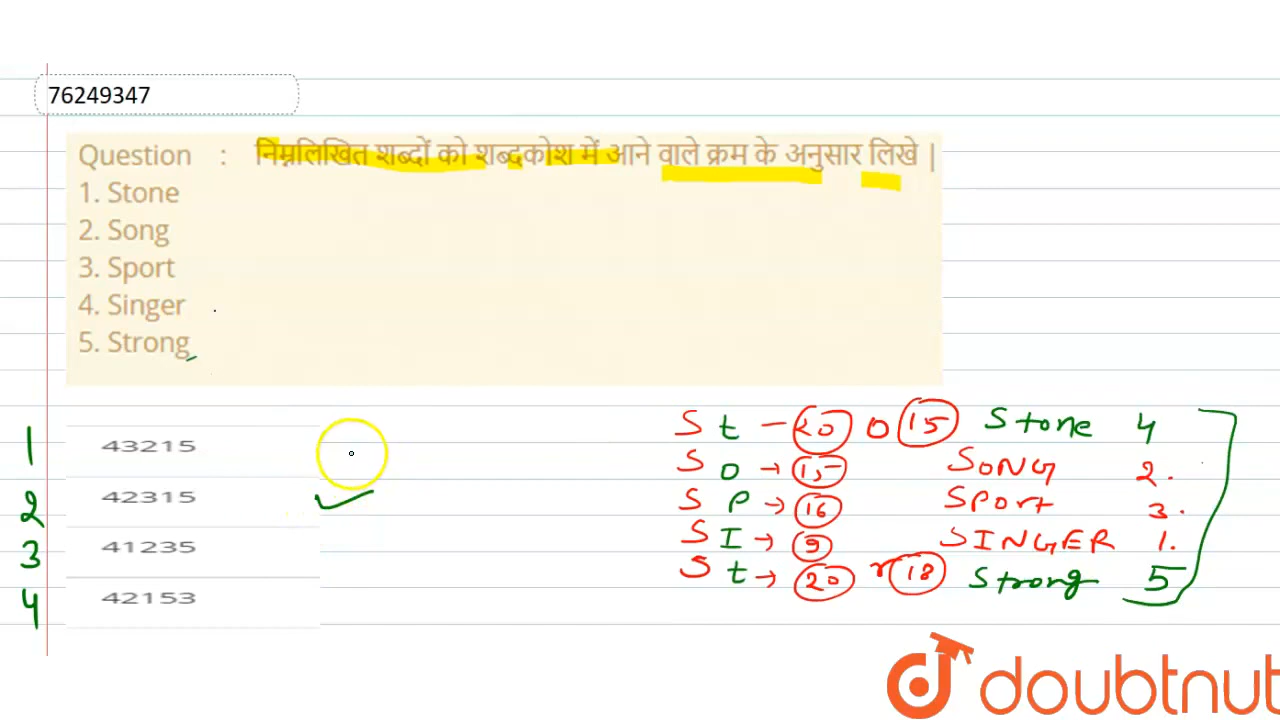 76249347
Question : निम्नलिखित शब्दों को शब्दकोश में आने वाले क्रम के अनुसार लिखे |
1. Stone
2. Song
3. Sport
4. Singer
5. Strong
1 43215
2 42315
3 41235
4 42153
S t - 20 o 15 Stone 4
S O → 15 SONG 2.
S P → 16 SPort 3.
S I → 9 SINGER 1.
S t → 20 r 18 Strong 5
doubtnut